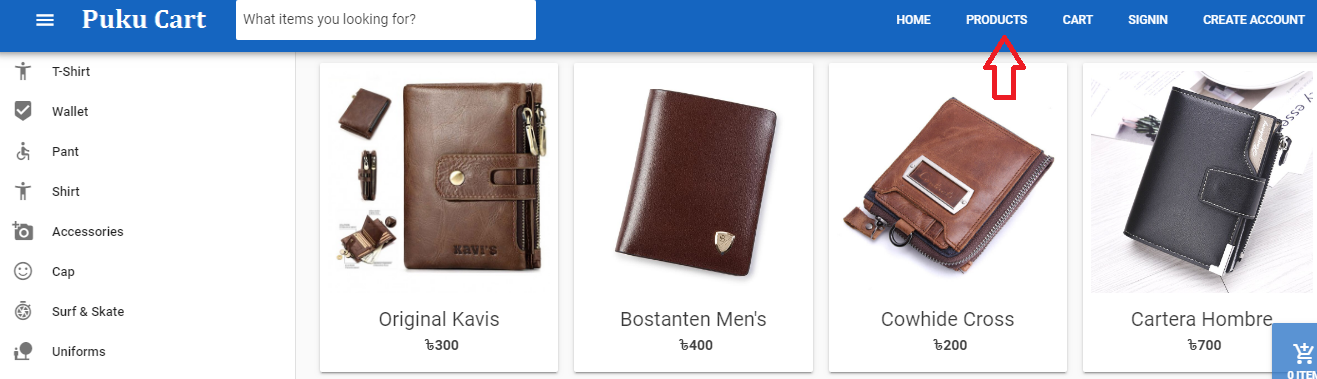 Puku Cart
What items you looking for?
HOME
PRODUCTS
CART
SIGNIN
CREATE ACCOUNT
T-Shirt
Wallet
Pant
Shirt
Accessories
Cap
Surf & Skate
Uniforms
KAVI'S
Original Kavis
৳300
Bostanten Men's
৳400
Cowhide Cross
৳200
Cartera Hombre
৳700
0 ITEM